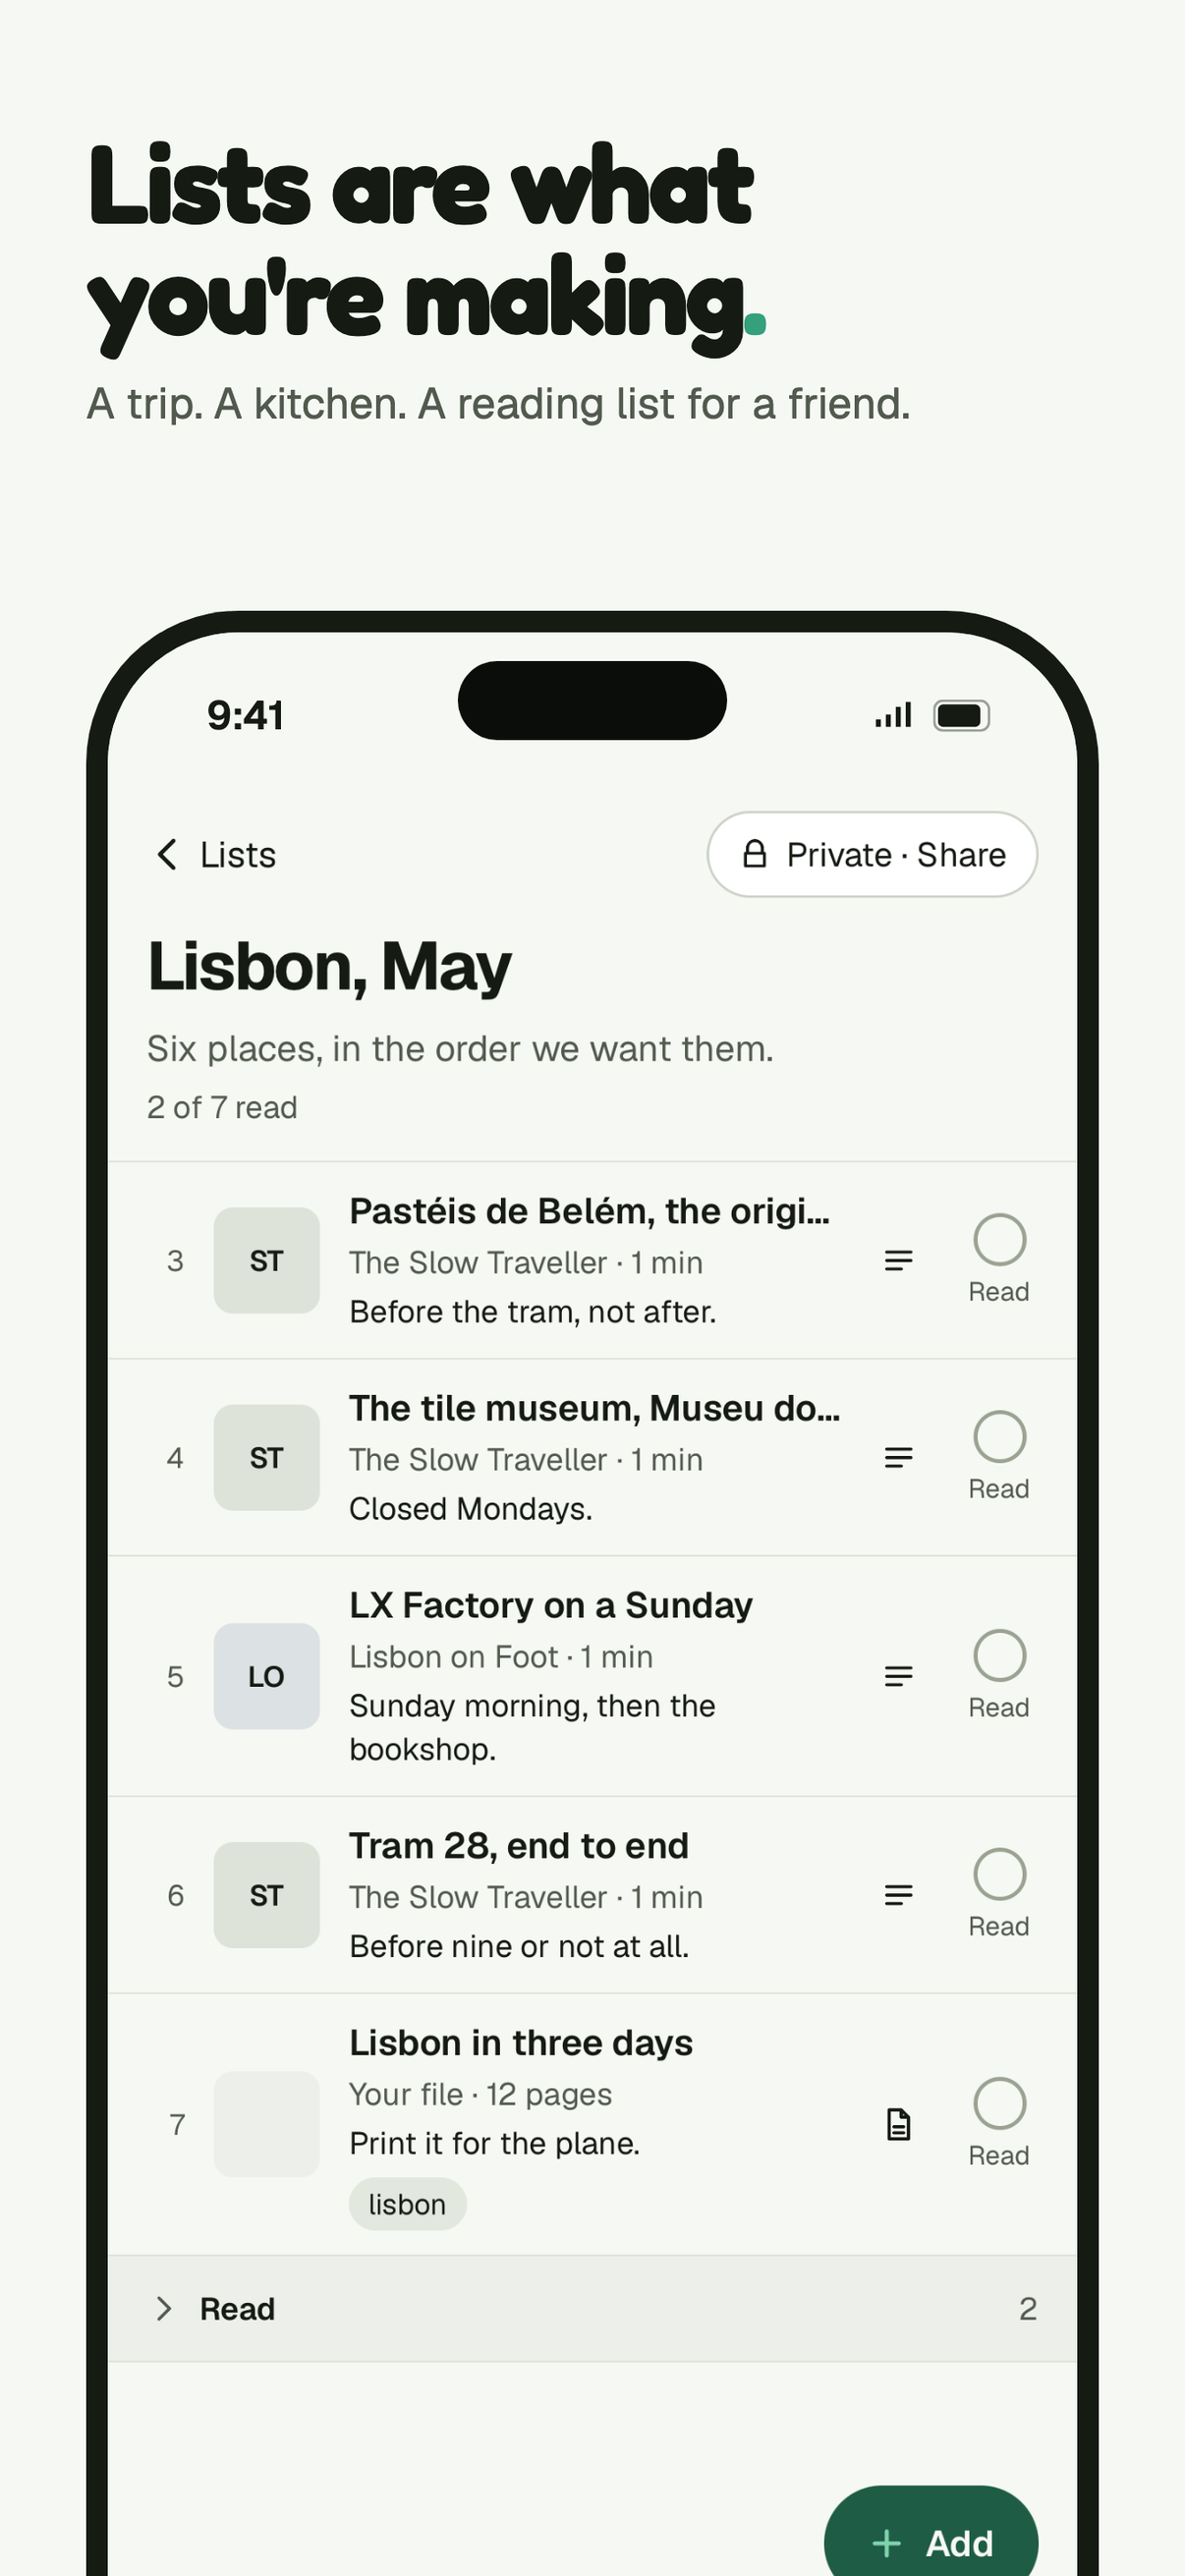 Lists are what
you're making.
A trip. A kitchen. A reading list for a friend.
9:41
Lists
Private · Share
Lisbon, May
Six places, in the order we want them.
2 of 7 read
3
ST
Pastéis de Belém, the origi...
The Slow Traveller · 1 min
Before the tram, not after.
Read
4
ST
The tile museum, Museu do...
The Slow Traveller · 1 min
Closed Mondays.
Read
5
LO
LX Factory on a Sunday
Lisbon on Foot · 1 min
Sunday morning, then the
bookshop.
Read
6
ST
Tram 28, end to end
The Slow Traveller · 1 min
Before nine or not at all.
Read
7
Lisbon in three days
Your file · 12 pages
Print it for the plane.
lisbon
Read
Read
2
+ Add